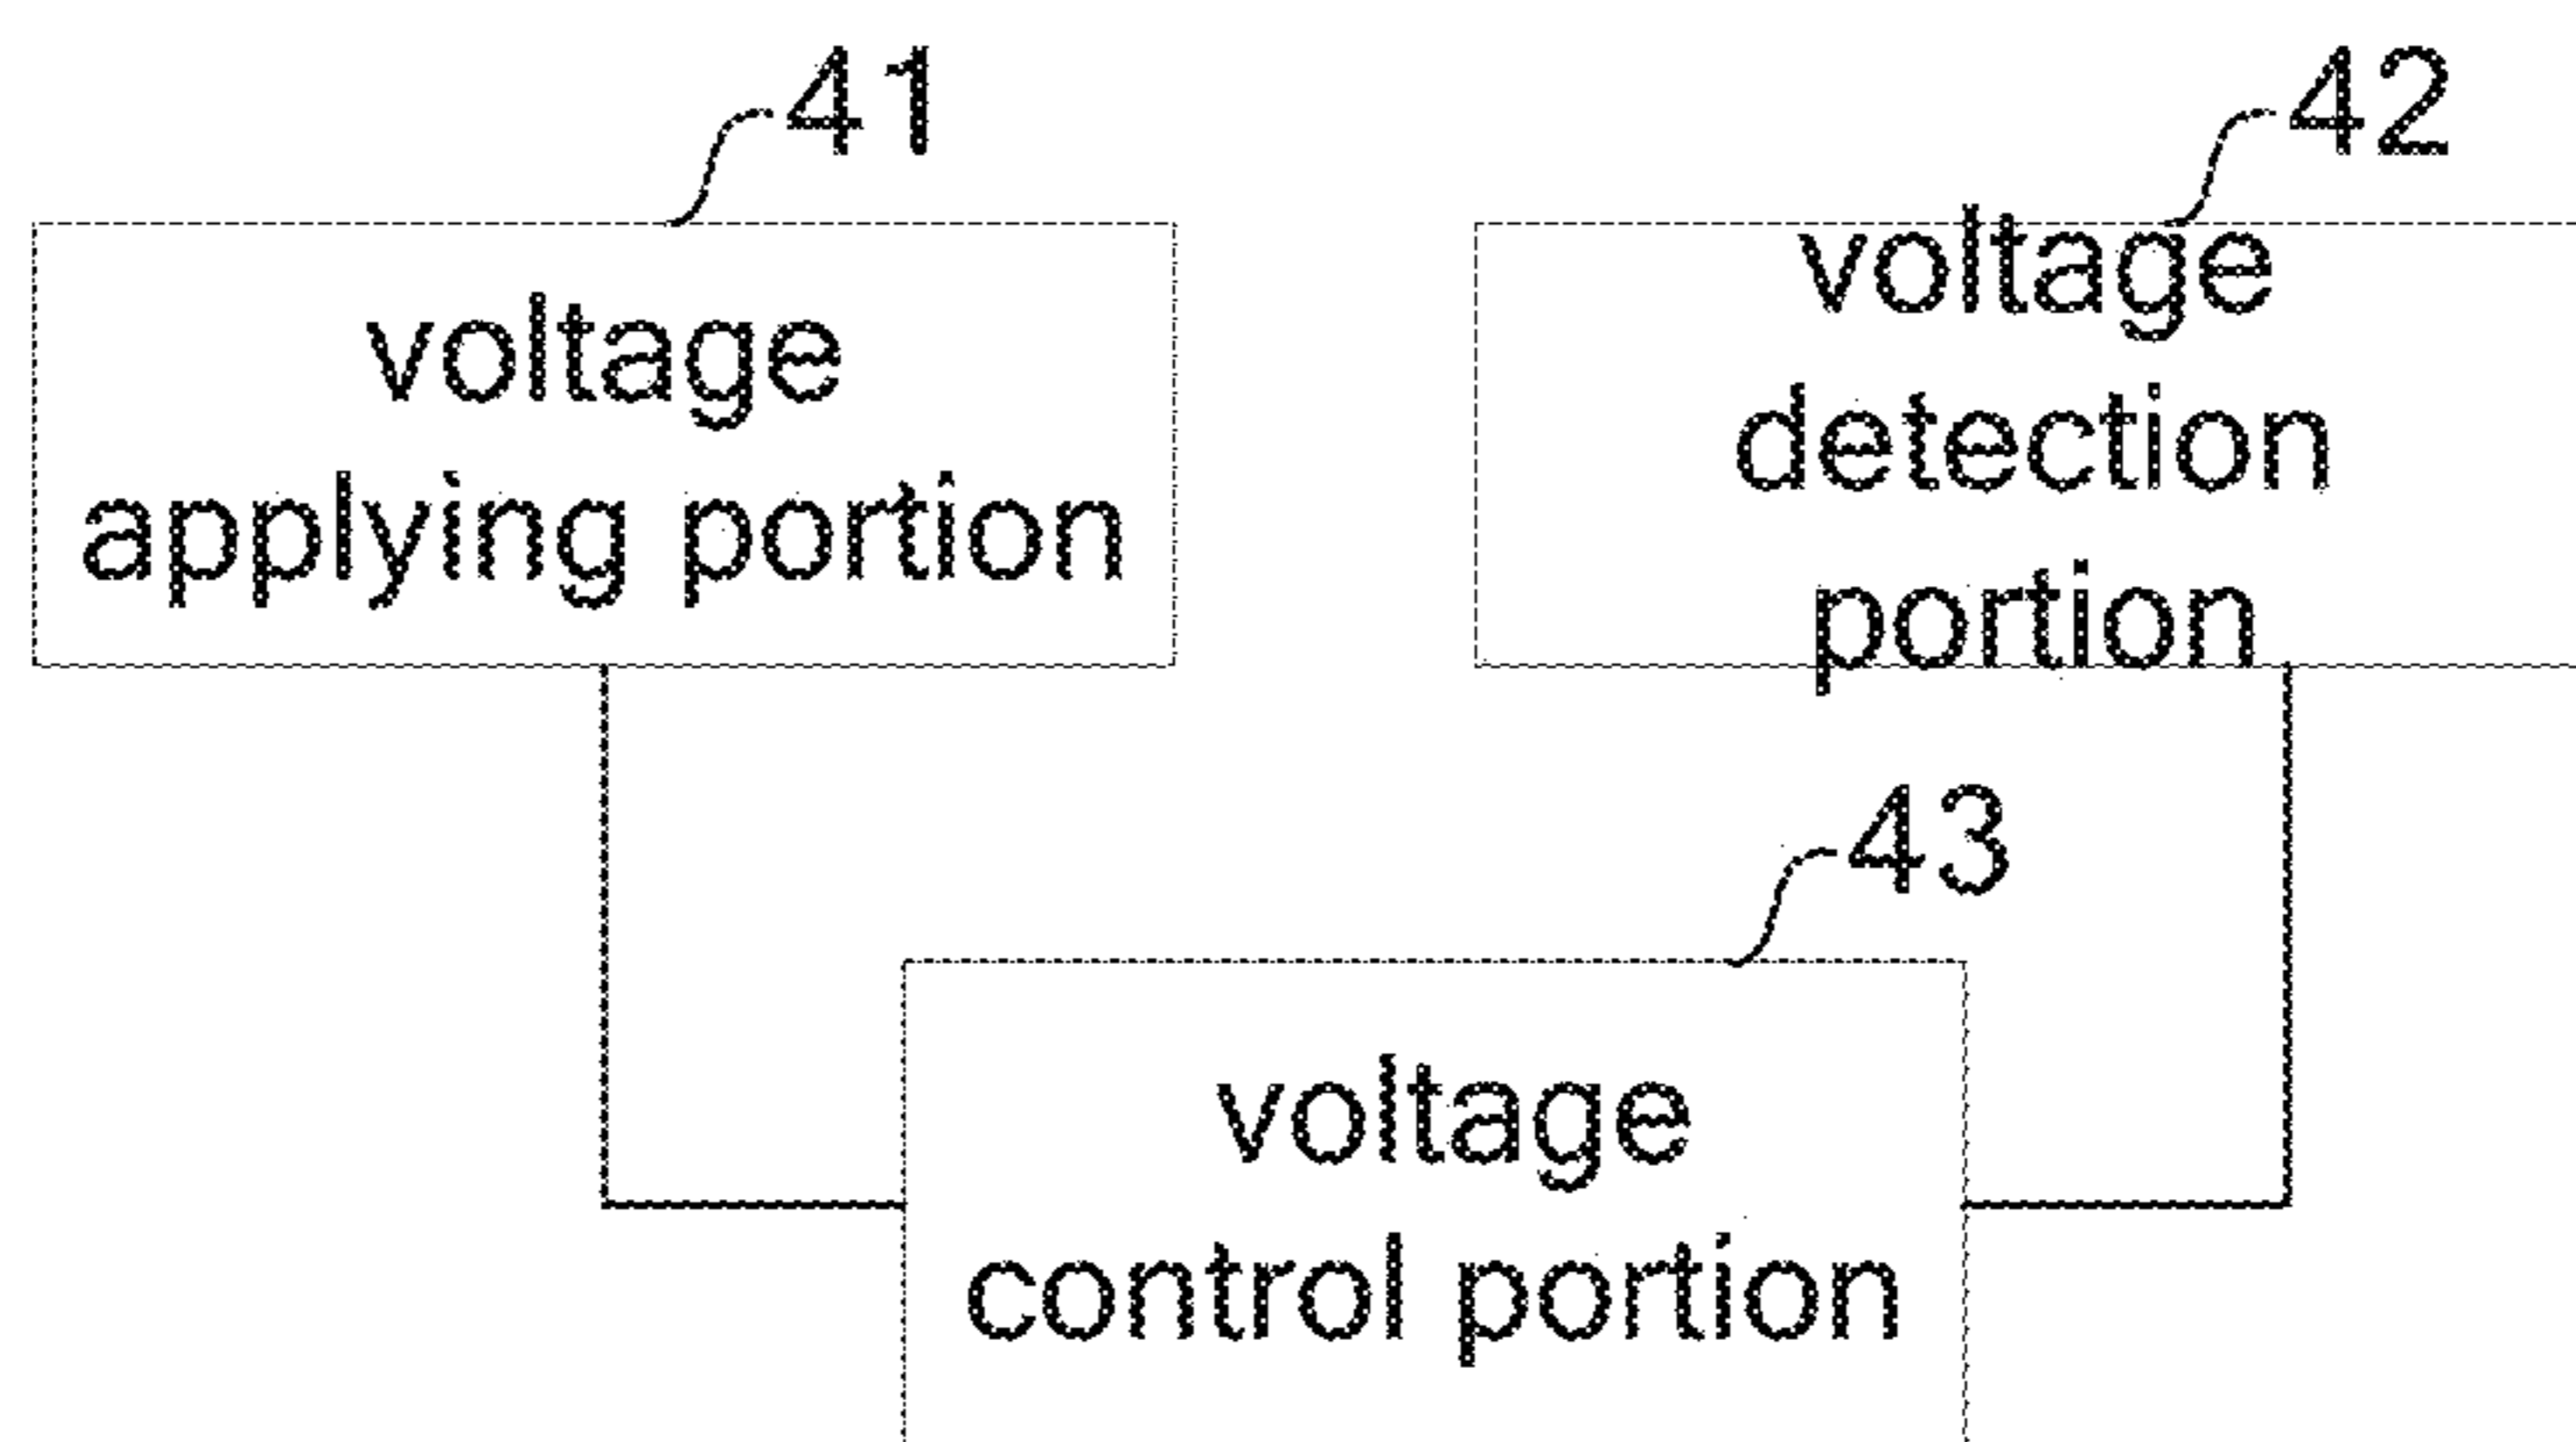 41
voltage
applying portion
42
voltage
detection
portion
43
voltage
control portion